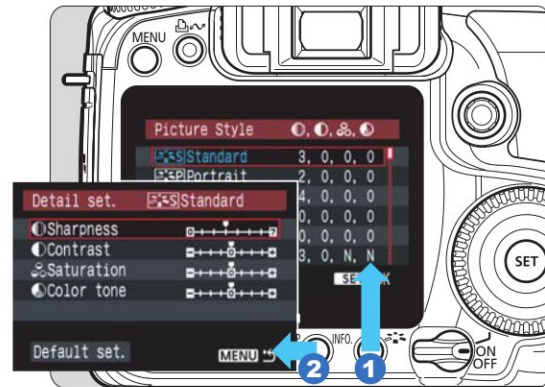 MENU
Picture Style
S Standard 3, 0, 0, 0
P Portrait 2, 0, 0, 0
4, 0, 0, 0
0, 0, 0
0, 0, 0
3, 0, N, N
Detail set. S Standard
Sharpness 0 7
Contrast
Saturation
Color tone
Default set. MENU
INFO.
2 1
SET
ON
OFF